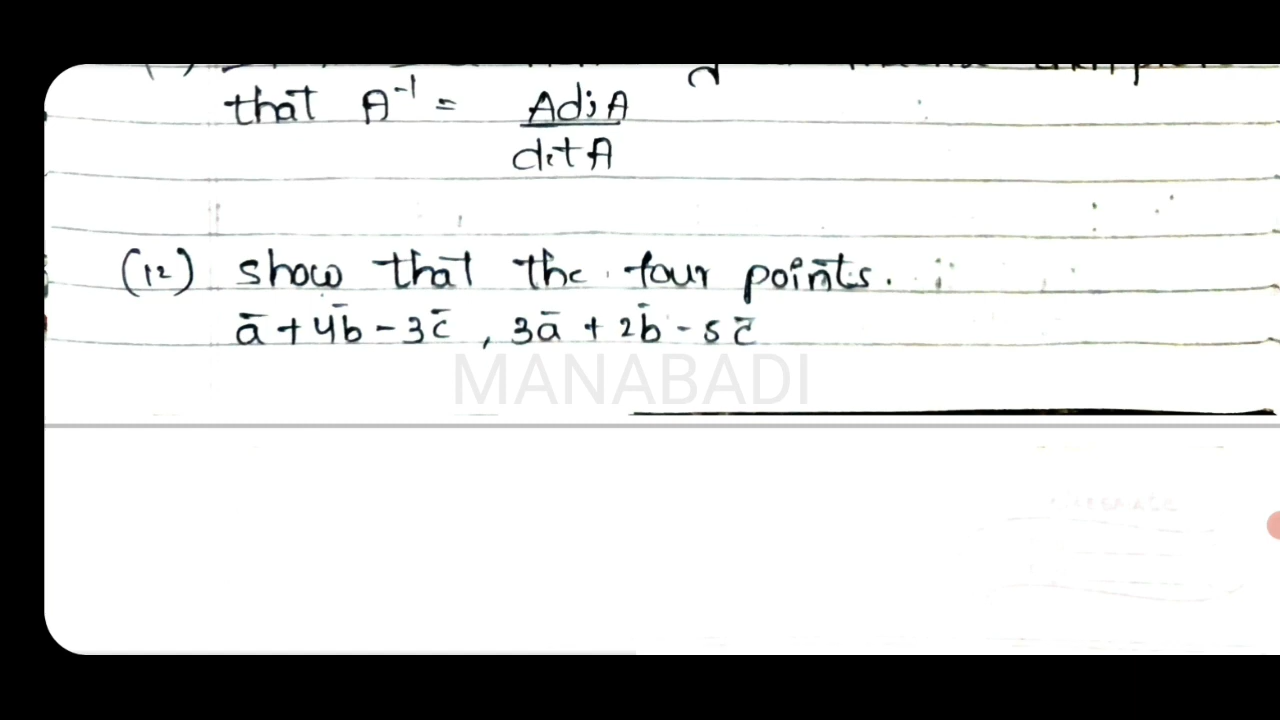 that A⁻¹ = AdjA
detA
(12) show that the four points.
ā + 4b̄ - 3c̄ , 3ā + 2b̄ - 5c̄
MANABADI